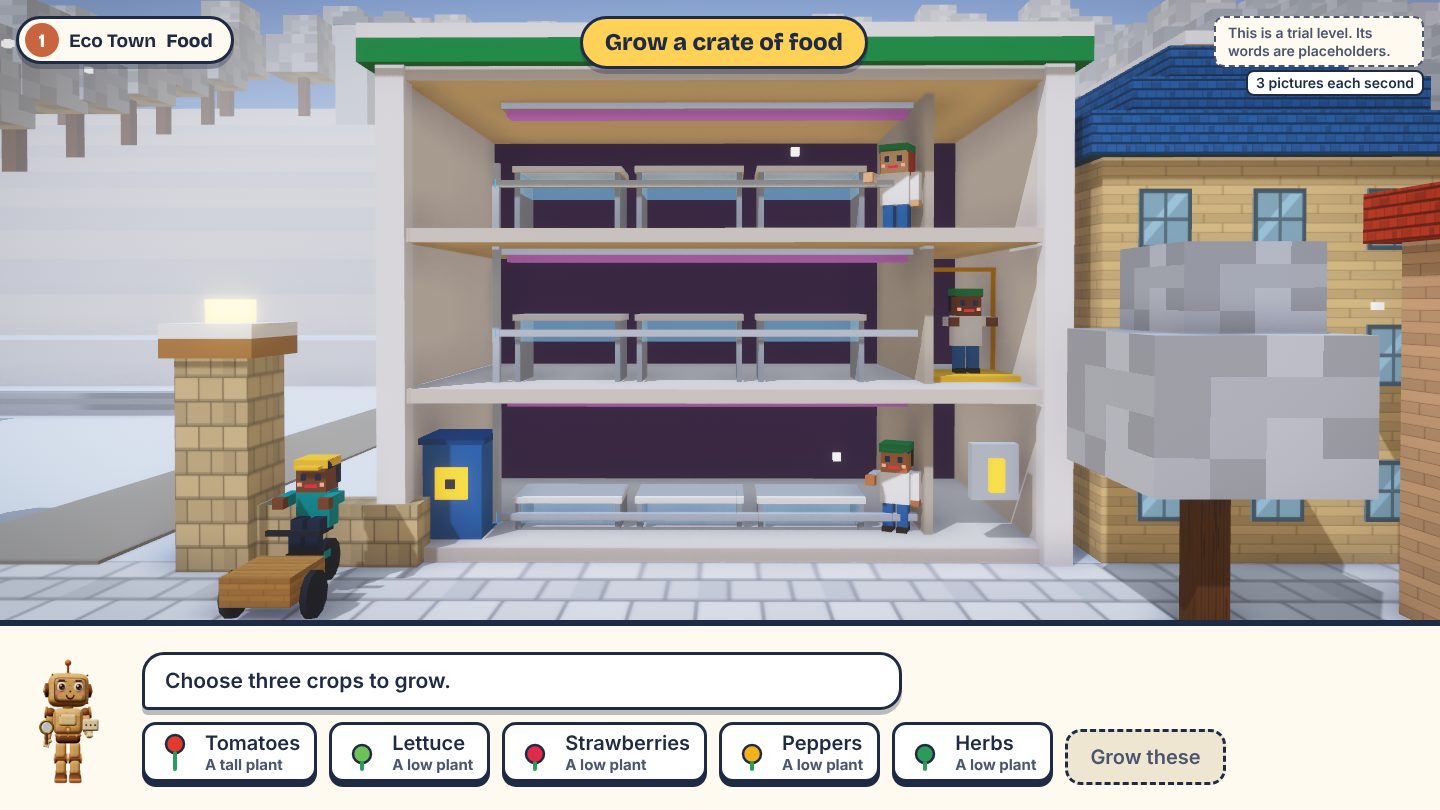 1 Eco Town Food
Grow a crate of food
This is a trial level. Its
words are placeholders.
3 pictures each second
Choose three crops to grow.
Tomatoes
A tall plant
Lettuce
A low plant
Strawberries
A low plant
Peppers
A low plant
Herbs
A low plant
Grow these